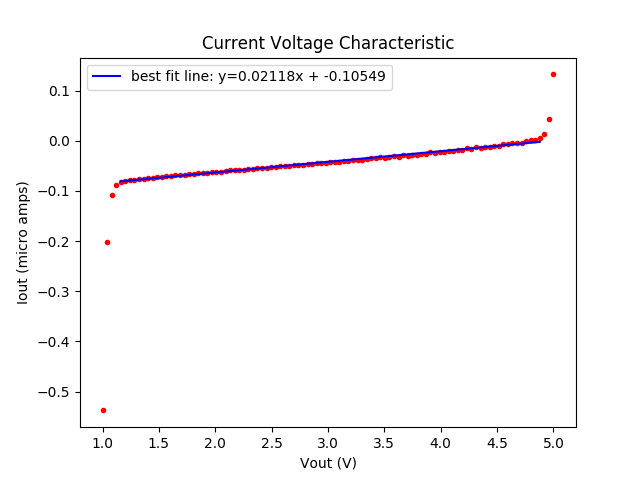 Current Voltage Characteristic
best fit line: y=0.02118x + -0.10549
0.1
0.0
−0.1
−0.2
−0.3
−0.4
−0.5
Iout (micro amps)
1.0 1.5 2.0 2.5 3.0 3.5 4.0 4.5 5.0
Vout (V)